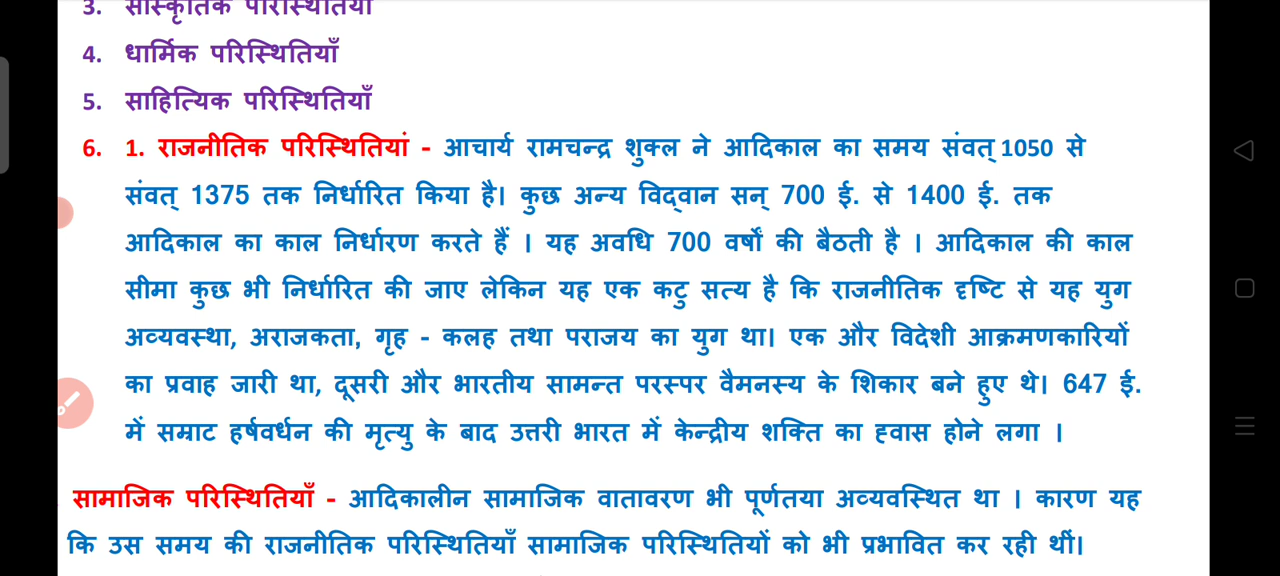 3. सांस्कृतिक परिस्थितियाँ
4. धार्मिक परिस्थितियाँ
5. साहित्यिक परिस्थितियाँ
6. 1. राजनीतिक परिस्थितियां - आचार्य रामचन्द्र शुक्ल ने आदिकाल का समय संवत् 1050 से
संवत् 1375 तक निर्धारित किया है। कुछ अन्य विद्वान सन् 700 ई. से 1400 ई. तक
आदिकाल का काल निर्धारण करते हैं । यह अवधि 700 वर्षों की बैठती है । आदिकाल की काल
सीमा कुछ भी निर्धारित की जाए लेकिन यह एक कटु सत्य है कि राजनीतिक दृष्टि से यह युग
अव्यवस्था, अराजकता, गृह - कलह तथा पराजय का युग था। एक और विदेशी आक्रमणकारियों
का प्रवाह जारी था, दूसरी और भारतीय सामन्त परस्पर वैमनस्य के शिकार बने हुए थे। 647 ई.
में सम्राट हर्षवर्धन की मृत्यु के बाद उत्तरी भारत में केन्द्रीय शक्ति का ह्वास होने लगा ।
सामाजिक परिस्थितियाँ - आदिकालीन सामाजिक वातावरण भी पूर्णतया अव्यवस्थित था । कारण यह
कि उस समय की राजनीतिक परिस्थितियाँ सामाजिक परिस्थितियों को भी प्रभावित कर रही थीं।